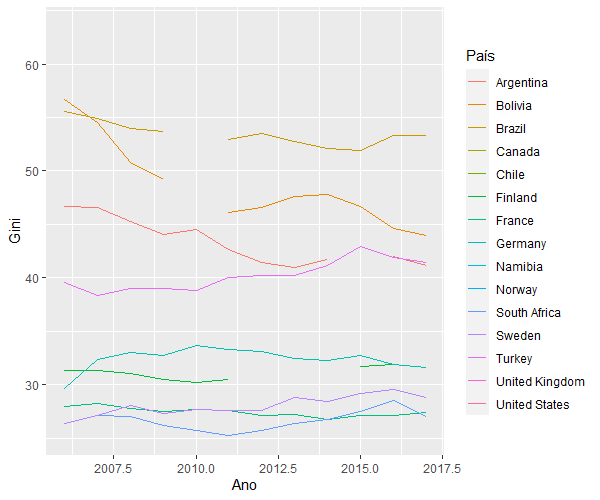 País
Argentina
Bolivia
Brazil
Canada
Chile
Finland
France
Germany
Namibia
Norway
South Africa
Sweden
Turkey
United Kingdom
United States
Gini
60
50
40
30
2007.5 2010.0 2012.5 2015.0 2017.5
Ano